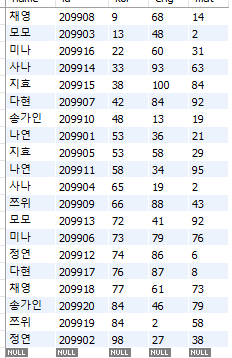 채영 209908 9 68 14
모모 209903 13 48 2
미나 209916 22 60 31
사나 209914 33 93 63
지효 209915 38 100 84
다현 209907 42 84 92
송가인 209910 48 13 19
나연 209901 53 36 21
지효 209905 53 58 29
나연 209911 58 34 95
사나 209904 65 19 2
쯔위 209909 66 88 43
모모 209913 72 41 92
미나 209906 73 79 76
정연 209912 74 86 6
다현 209917 76 87 8
채영 209918 77 61 73
송가인 209920 84 46 79
쯔위 209919 84 2 58
정연 209902 98 27 38
NULL NULL NULL NULL NULL